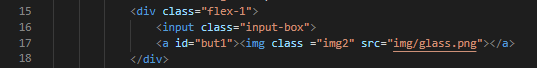 15 <div class="flex-1">
16 <input class="input-box">
17 <a id="but1"><img class ="img2" src="img/glass.png"></a>
18 </div>